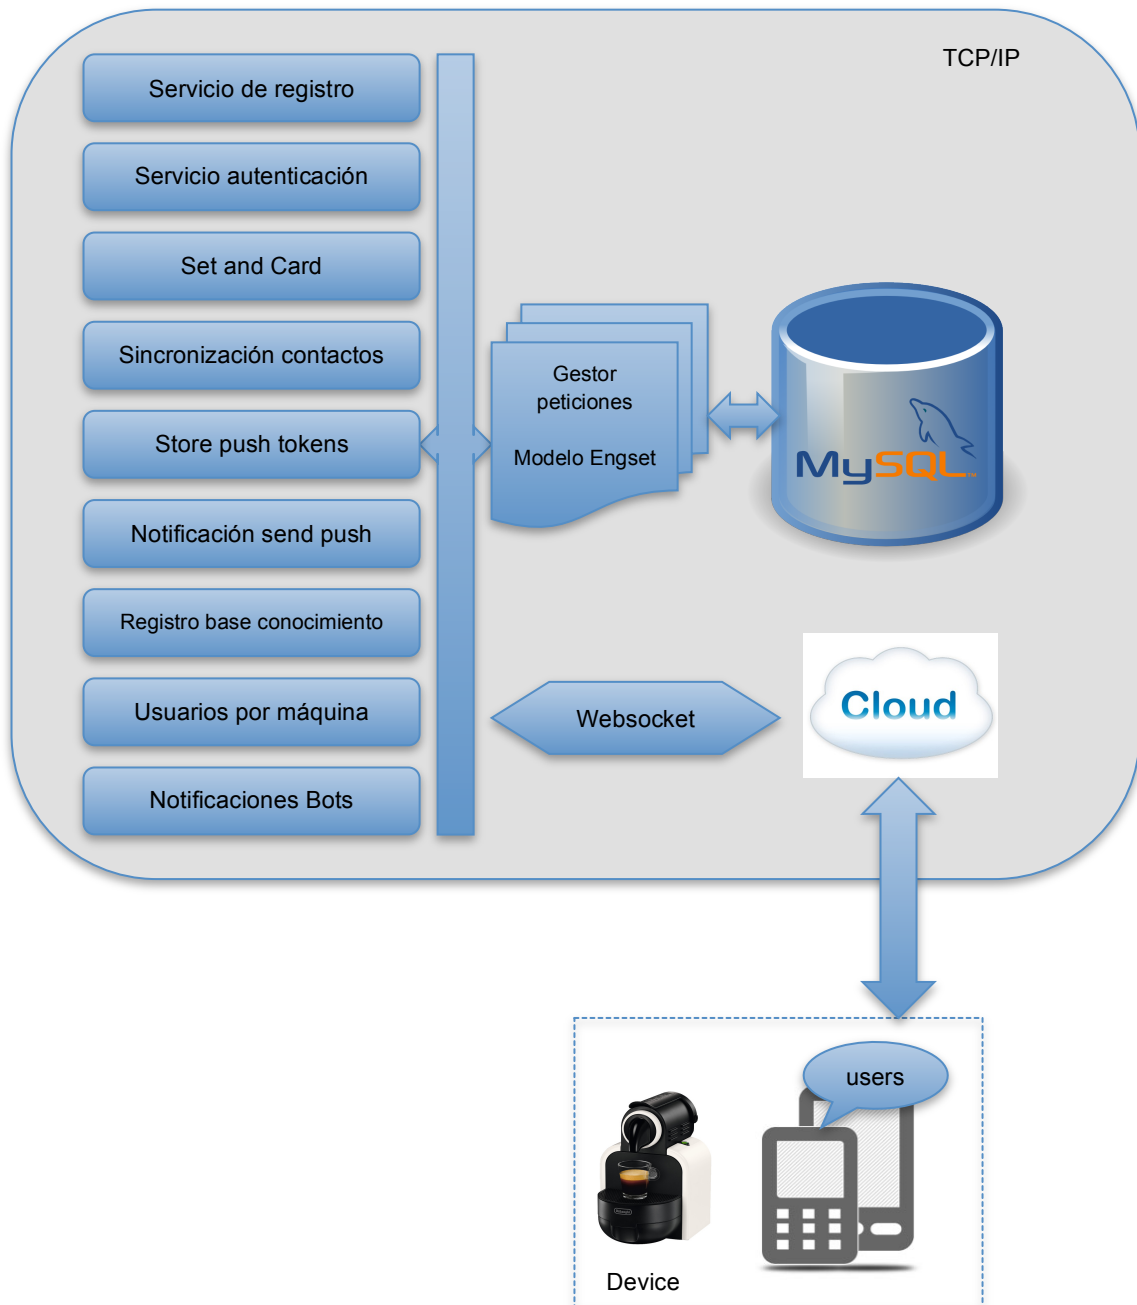 TCP/IP
Servicio de registro
Servicio autenticación
Set and Card
Sincronización contactos
Store push tokens
Notificación send push
Registro base conocimiento
Usuarios por máquina
Notificaciones Bots
Gestor
peticiones
Modelo Engset
MySQL
Websocket
Cloud
users
Device